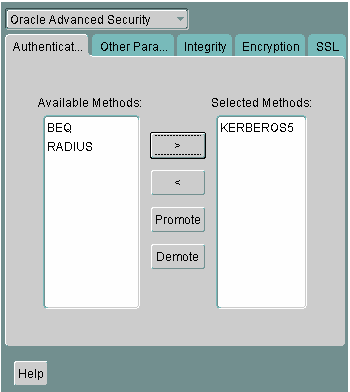 Oracle Advanced Security
Authenticat... Other Para... Integrity Encryption SSL
Available Methods: Selected Methods:
BEQ
RADIUS
>
<
Promote
Demote
KERBEROS5
Help